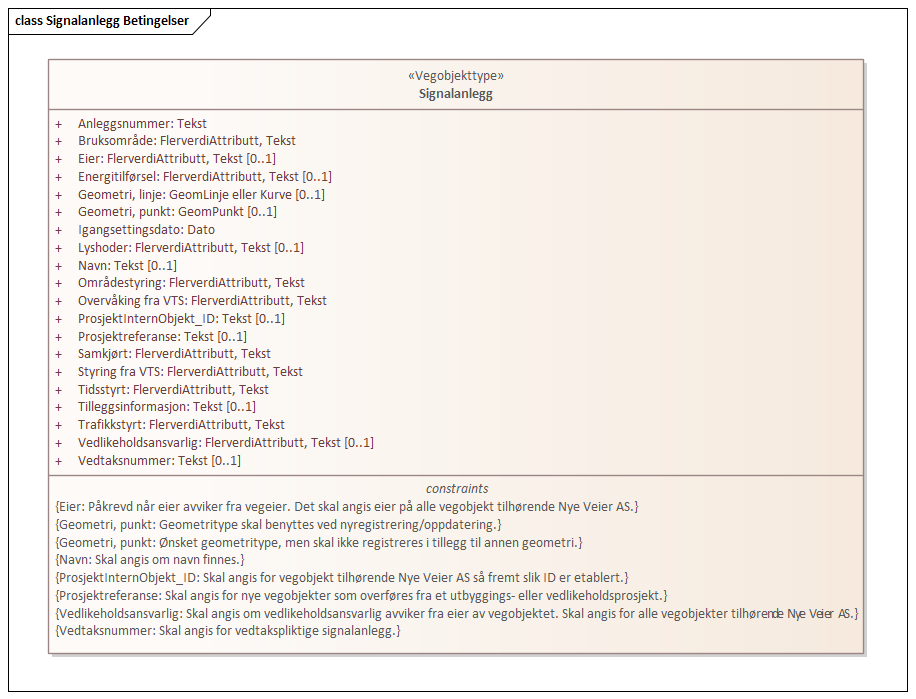 class Signalanlegg Betingelser
«Vegobjekttype»
Signalanlegg
+ Anleggsnummer: Tekst
+ Bruksområde: FlerverdiAttributt, Tekst
+ Eier: FlerverdiAttributt, Tekst [0..1]
+ Energitilførsel: FlerverdiAttributt, Tekst [0..1]
+ Geometri, linje: GeomLinje eller Kurve [0..1]
+ Geometri, punkt: GeomPunkt [0..1]
+ Igangsettingsdato: Dato
+ Lyshoder: FlerverdiAttributt, Tekst [0..1]
+ Navn: Tekst [0..1]
+ Områdestyring: FlerverdiAttributt, Tekst
+ Overvåking fra VTS: FlerverdiAttributt, Tekst
+ ProsjektInternObjekt_ID: Tekst [0..1]
+ Prosjektreferanse: Tekst [0..1]
+ Samkjørt: FlerverdiAttributt, Tekst
+ Styring fra VTS: FlerverdiAttributt, Tekst
+ Tidsstyrt: FlerverdiAttributt, Tekst
+ Tilleggsinformasjon: Tekst [0..1]
+ Trafikkstyrt: FlerverdiAttributt, Tekst
+ Vedlikeholdsansvarlig: FlerverdiAttributt, Tekst [0..1]
+ Vedtaksnummer: Tekst [0..1]
constraints
{Eier: Påkrevd når eier avviker fra vegeier. Det skal angis eier på alle vegobjekt tilhørende Nye Veier AS.}
{Geometri, punkt: Geometritype skal benyttes ved nyregistrering/oppdatering.}
{Geometri, punkt: Ønsket geometritype, men skal ikke registreres i tillegg til annen geometri.}
{Navn: Skal angis om navn finnes.}
{ProsjektInternObjekt_ID: Skal angis for vegobjekt tilhørende Nye Veier AS så fremt slik ID er etablert.}
{Prosjektreferanse: Skal angis for nye vegobjekter som overføres fra et utbyggings- eller vedlikeholdsprosjekt.}
{Vedlikeholdsansvarlig: Skal angis om vedlikeholdsansvarlig avviker fra eier av vegobjektet. Skal angis for alle vegobjekter tilhørende Nye Veier AS.}
{Vedtaksnummer: Skal angis for vedtakspliktige signalanlegg.}